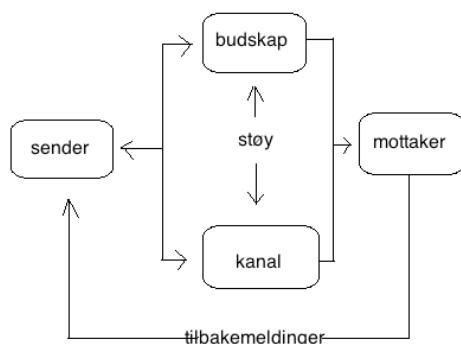 budskap
sender
støy
mottaker
kanal
tilbakemeldinger